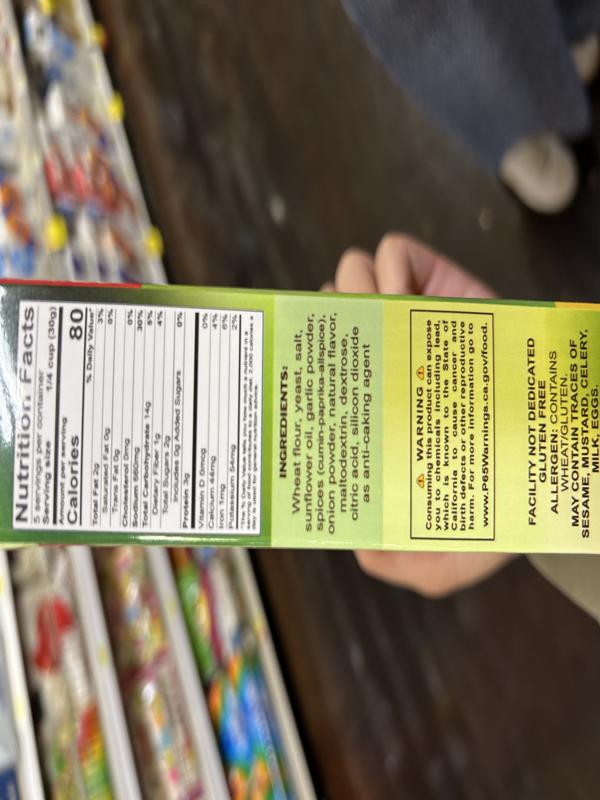 Nutrition Facts
5 servings per container
Serving size 1/4 cup (30g)
Amount per serving
Calories 80
% Daily Value*
Total Fat 2g 3%
Saturated Fat 0g 0%
Trans Fat 0g
Cholesterol 0mg 0%
Sodium 680mg 30%
Total Carbohydrate 14g 5%
Dietary Fiber 1g 4%
Total Sugars 3g
Includes 0g Added Sugars 0%
Protein 3g
Vitamin D 0mcg 0%
Calcium 54mg 4%
Iron 1mg 6%
Potassium 54mg 2%
*The % Daily Value tells you how much a nutrient in a
serving of food contributes to a daily diet. 2,000 calories a
day is used for general nutrition advice.
INGREDIENTS:
Wheat flour, yeast, salt,
sunflower oil, garlic powder,
spices (cumin-paprika-allspice),
onion powder, natural flavor,
maltodextrin, dextrose,
citric acid, silicon dioxide
as anti-caking agent
WARNING
Consuming this product can expose
you to chemicals including lead,
which is known to the State of
California to cause cancer and
birth defects or other reproductive
harm. For more information go to
www.P65Warnings.ca.gov/food.
FACILITY NOT DEDICATED
GLUTEN FREE
ALLERGEN: CONTAINS
WHEAT/GLUTEN.
MAY CONTAIN TRACES OF
SESAME, MUSTARD, CELERY,
MILK, EGGS.